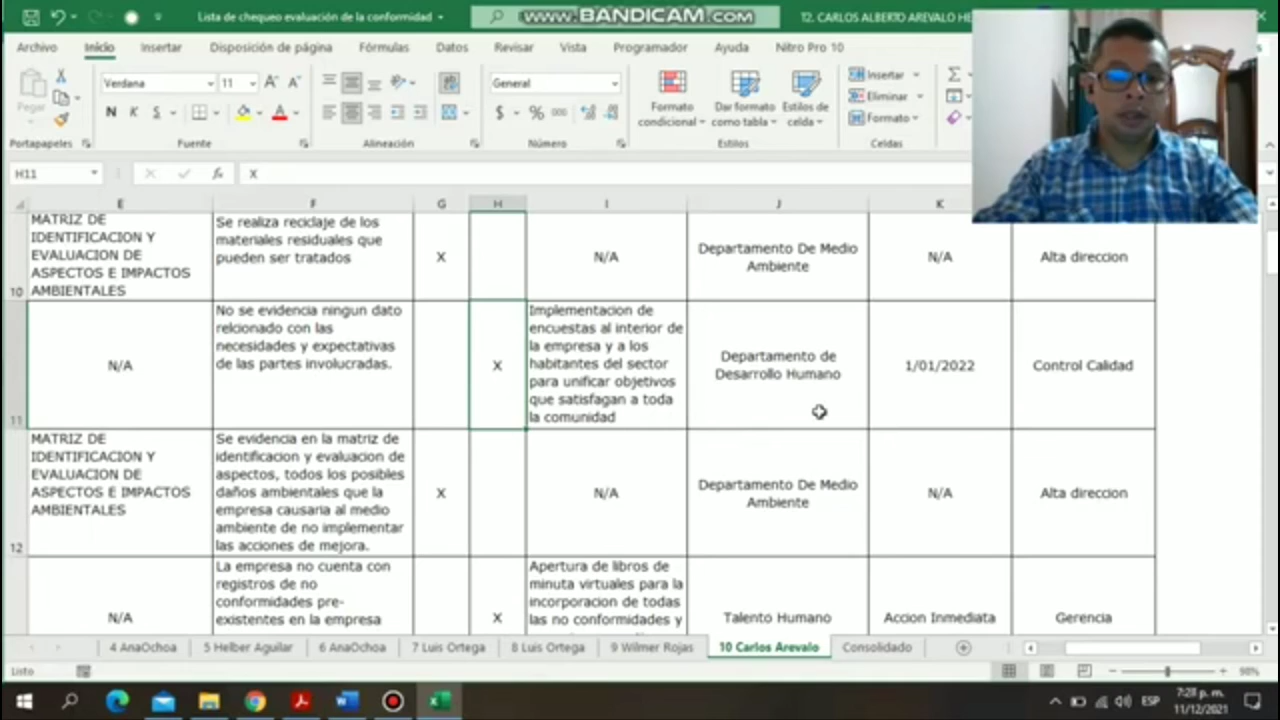 Lista de chequeo evaluación de la conformidad
www.BANDICAM.com
T2. CARLOS ALBERTO AREVALO HE
Archivo Inicio Insertar Disposición de página Fórmulas Datos Revisar Vista Programador Ayuda Nitro Pro 10
Pegar
Verdana 11
N K S
General
$ % 000
Formato condicional
Dar formato como tabla
Estilos de celda
Insertar
Eliminar
Formato
Portapapeles Fuente Alineación Número Estilos Celdas
H11 X
E F G H I J K
10
MATRIZ DE
IDENTIFICACION Y
EVALUACION DE
ASPECTOS E IMPACTOS
AMBIENTALES
Se realiza reciclaje de los
materiales residuales que
pueden ser tratados
X
N/A
Departamento De Medio
Ambiente
N/A
Alta direccion
11
N/A
No se evidencia ningun dato
relcionado con las
necesidades y expectativas
de las partes involucradas.
X
Implementacion de
encuestas al interior de
la empresa y a los
habitantes del sector
para unificar objetivos
que satisfagan a toda
la comunidad
Departamento de
Desarrollo Humano
1/01/2022
Control Calidad
12
MATRIZ DE
IDENTIFICACION Y
EVALUACION DE
ASPECTOS E IMPACTOS
AMBIENTALES
Se evidencia en la matriz de
identificacion y evaluacion de
aspectos, todos los posibles
daños ambientales que la
empresa causaria al medio
ambiente de no implementar
las acciones de mejora.
X
N/A
Departamento De Medio
Ambiente
N/A
Alta direccion
N/A
La empresa no cuenta con
registros de no
conformidades pre-
existentes en la empresa
X
Apertura de libros de
minuta virtuales para la
incorporacion de todas
las no conformidades y
Talento Humano
Accion Inmediata
Gerencia
4 AnaOchoa 5 Helber Aguilar 6 AnaOchoa 7 Luis Ortega 8 Luis Ortega 9 Wilmer Rojas 10 Carlos Arevalo Consolidado
Listo
98%
ESP
7:28 p. m.
11/12/2021